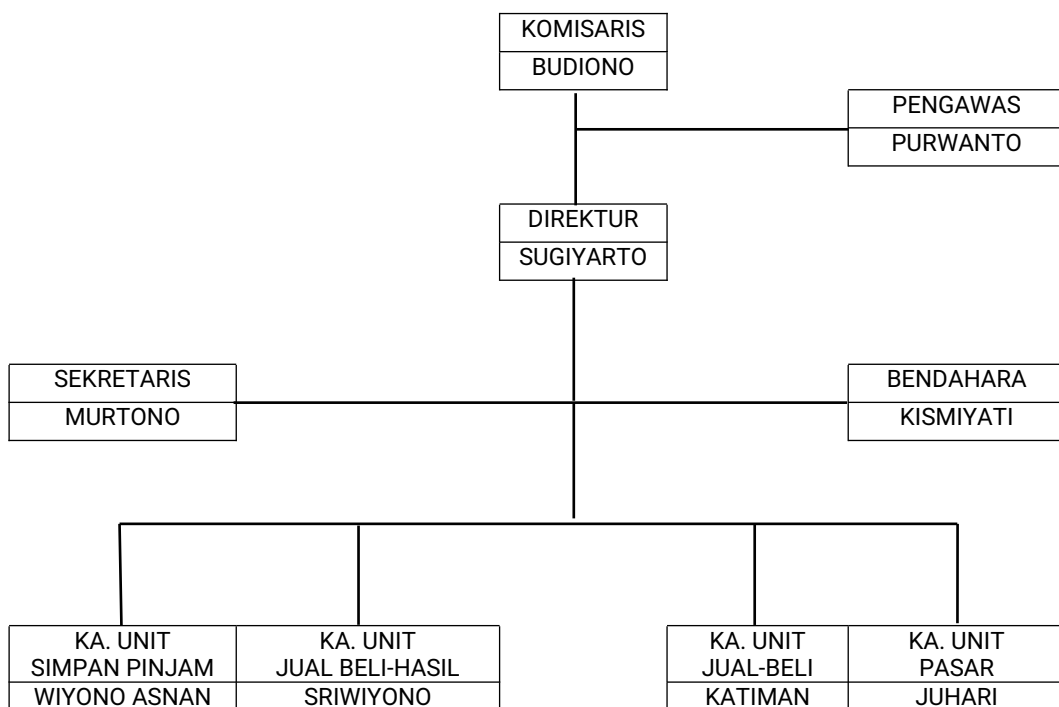 KOMISARIS
BUDIONO
PENGAWAS
PURWANTO
DIREKTUR
SUGIYARTO
SEKRETARIS
MURTONO
BENDAHARA
KISMIYATI
KA. UNIT
SIMPAN PINJAM
WIYONO ASNAN
KA. UNIT
JUAL BELI-HASIL
SRIWIYONO
KA. UNIT
JUAL-BELI
KATIMAN
KA. UNIT
PASAR
JUHARI